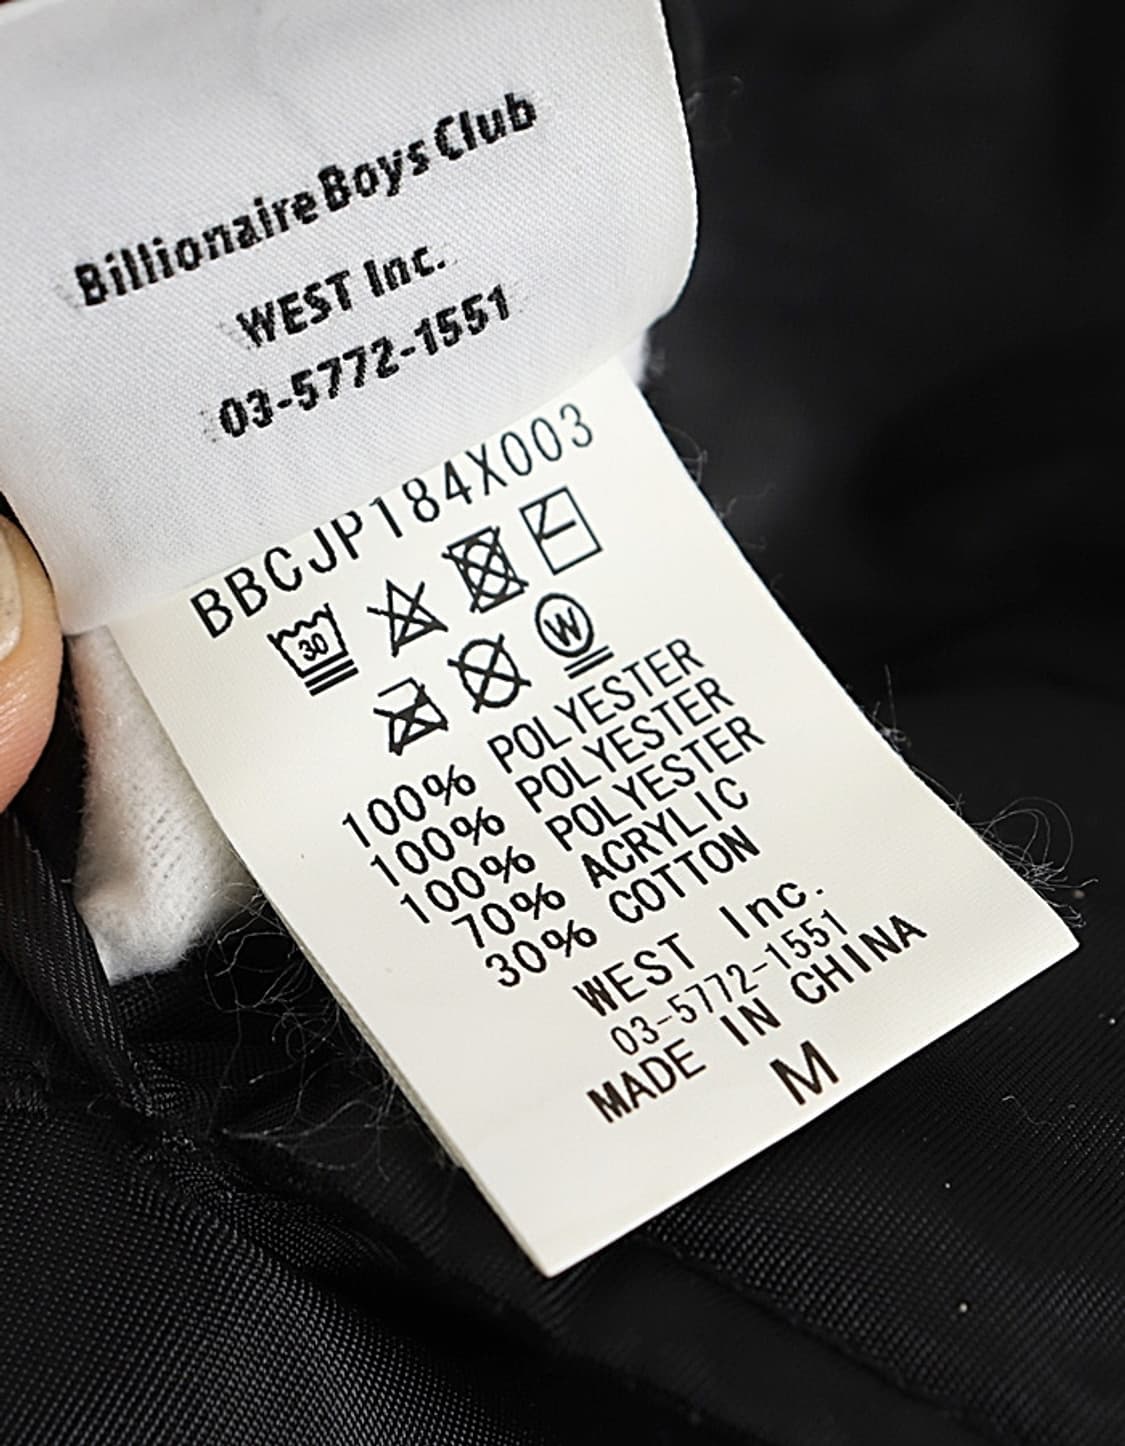 Billionaire Boys Club
WEST Inc.
03-5772-1551
BBCJP184X003
30
W
100% POLYESTER
100% POLYESTER
100% POLYESTER
70% ACRYLIC
30% COTTON
WEST Inc.
03-5772-1551
MADE IN CHINA
M